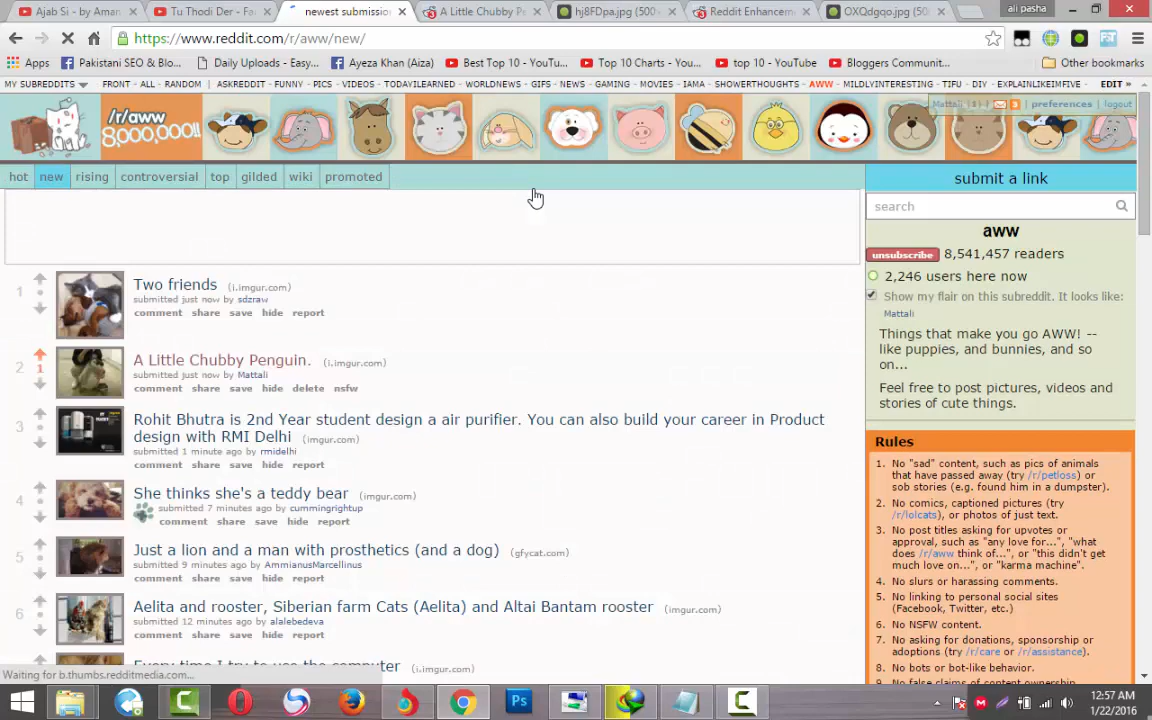 Ajab Si - by Aman
Tu Thodi Der - Fa
newest submissio
A Little Chubby Pe
hj8FDpa.jpg (500×
Reddit Enhancem
OXQdgqo.jpg (500×
ali pasha
https://www.reddit.com/r/aww/new/
Apps
Pakistani SEO & Blo...
Daily Uploads - Easy...
Ayeza Khan (Aiza)
Best Top 10 - YouTu...
Top 10 Charts - You...
top 10 - YouTube
Bloggers Communit...
Other bookmarks
MY SUBREDDITS FRONT - ALL - RANDOM | ASKREDDIT - FUNNY - PICS - VIDEOS - TODAYILEARNED - WORLDNEWS - GIFS - NEWS - GAMING - MOVIES - IAMA - SHOWERTHOUGHTS - AWW - MILDLYINTERESTING - TIFU - DIY - EXPLAINLIKEIMFIVE - EDIT »
/r/aww
8,000,000!!
Mattali (1) | 3 | preferences | logout
hot new rising controversial top gilded wiki promoted
submit a link
search
aww
unsubscribe 8,541,457 readers
2,246 users here now
Show my flair on this subreddit. It looks like:
Mattali
Things that make you go AWW! --
like puppies, and bunnies, and so
on...
Feel free to post pictures, videos and
stories of cute things.
Rules
1. No "sad" content, such as pics of animals
that have passed away (try /r/petloss) or
sob stories (e.g. found him in a dumpster).
2. No comics, captioned pictures (try
/r/lolcats), or photos of just text.
3. No post titles asking for upvotes or
approval, such as "any love for...", "what
does /r/aww think of...", or "this didn't get
much love on...", or "karma machine".
4. No slurs or harassing comments.
5. No linking to personal social sites
(Facebook, Twitter, etc.)
6. No NSFW content.
7. No asking for donations, sponsorship or
adoptions (try /r/care or /r/assistance).
8. No bots or bot-like behavior.
9. No false claims of content ownership.
1
Two friends (i.imgur.com)
submitted just now by sdzraw
comment share save hide report
2
1
A Little Chubby Penguin. (i.imgur.com)
submitted just now by Mattali
comment share save hide delete nsfw
3
Rohit Bhutra is 2nd Year student design a air purifier. You can also build your career in Product
design with RMI Delhi (imgur.com)
submitted 1 minute ago by rmidelhi
comment share save hide report
4
She thinks she's a teddy bear (imgur.com)
submitted 7 minutes ago by cummingrightup
comment share save hide report
5
Just a lion and a man with prosthetics (and a dog) (gfycat.com)
submitted 9 minutes ago by AmmianusMarcellinus
comment share save hide report
6
Aelita and rooster, Siberian farm Cats (Aelita) and Altai Bantam rooster (imgur.com)
submitted 12 minutes ago by alalebedeva
comment share save hide report
Every time I try to use the computer (i.imgur.com)
Waiting for b.thumbs.redditmedia.com...
Ps
12:57 AM
1/22/2016